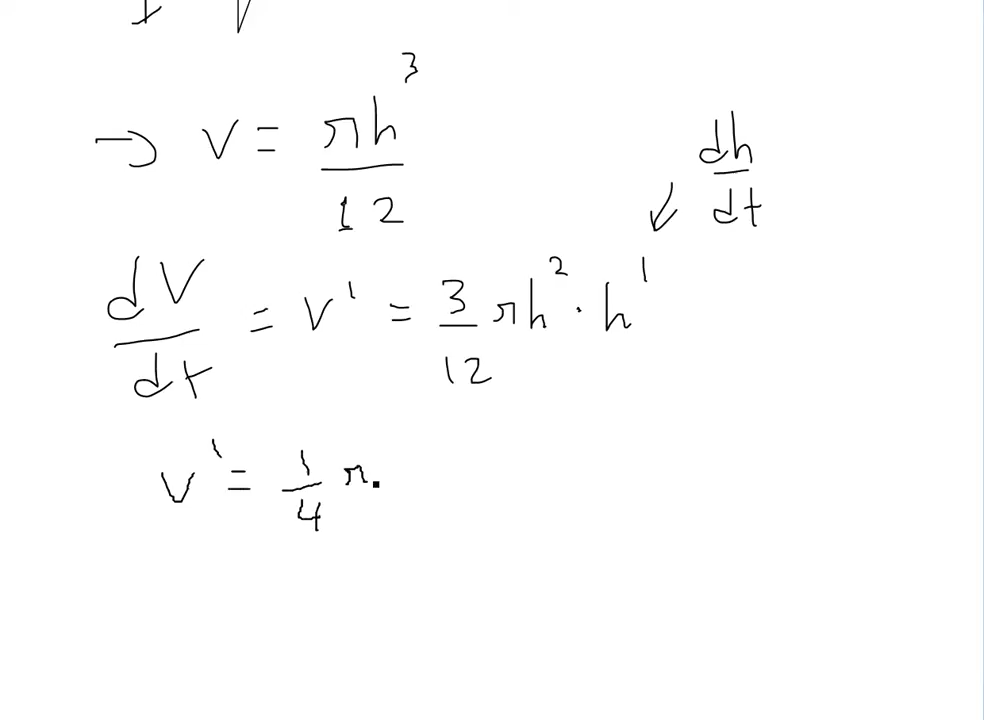 → V = πh³ / 12
dh / dt
dV / dt = V' = 3 / 12 πh² · h'
V' = 1 / 4 π